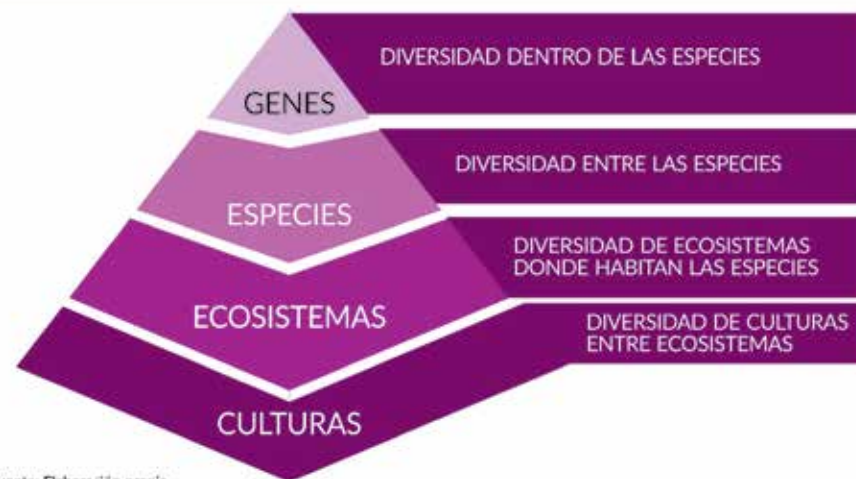 GENES
DIVERSIDAD DENTRO DE LAS ESPECIES
ESPECIES
DIVERSIDAD ENTRE LAS ESPECIES
ECOSISTEMAS
DIVERSIDAD DE ECOSISTEMAS
DONDE HABITAN LAS ESPECIES
CULTURAS
DIVERSIDAD DE CULTURAS
ENTRE ECOSISTEMAS